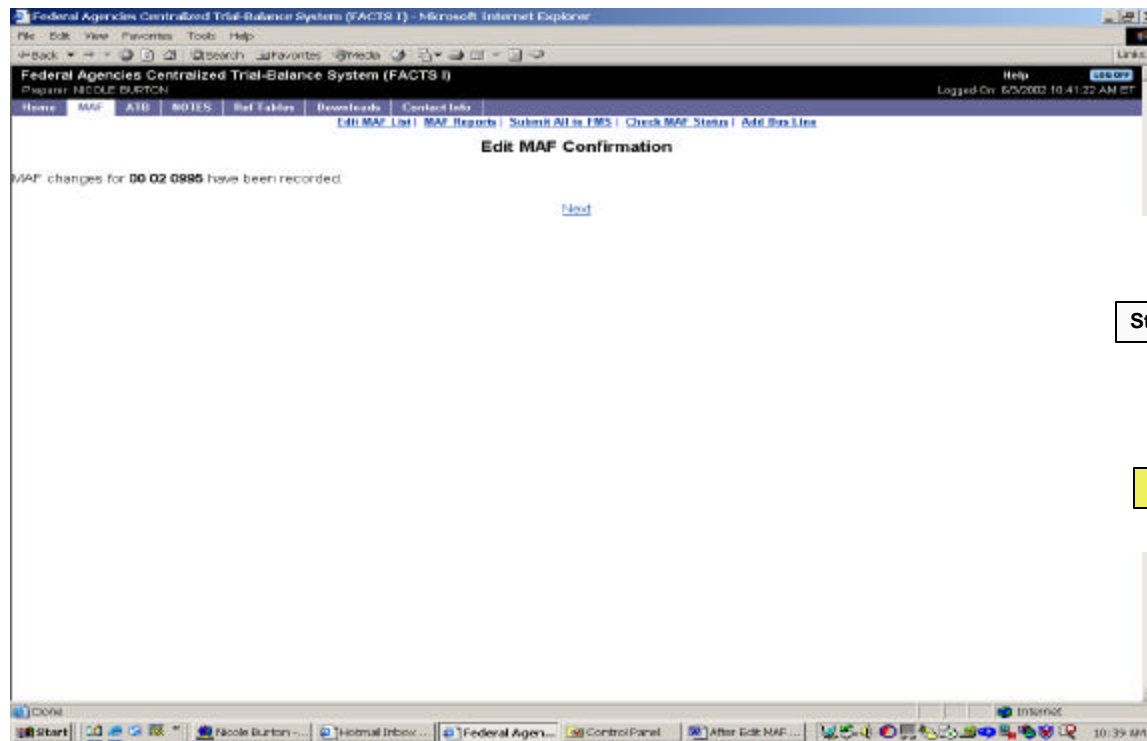 Federal Agencies Centralized Trial-Balance System (FACTS I) - Microsoft Internet Explorer
File Edit View Favorites Tools Help
Back Search Favorites Media Links
Federal Agencies Centralized Trial-Balance System (FACTS I) Help LOG OFF
Preparer: NICOLE BURTON Logged On: 6/3/2002 10:41:22 AM ET
Home MAF ATB NOTES Ref Tables Downloads Contact Info
Edit MAF List | MAF Reports | Submit All to FMS | Check MAF Status | Add Bus Line
Edit MAF Confirmation
MAF changes for 00 02 0995 have been recorded.
Next
St
Done Internet
Start Nicole Burton -... Hotmail Inbox ... Federal Agen... Control Panel After Edit MAF ... 10:39 AM